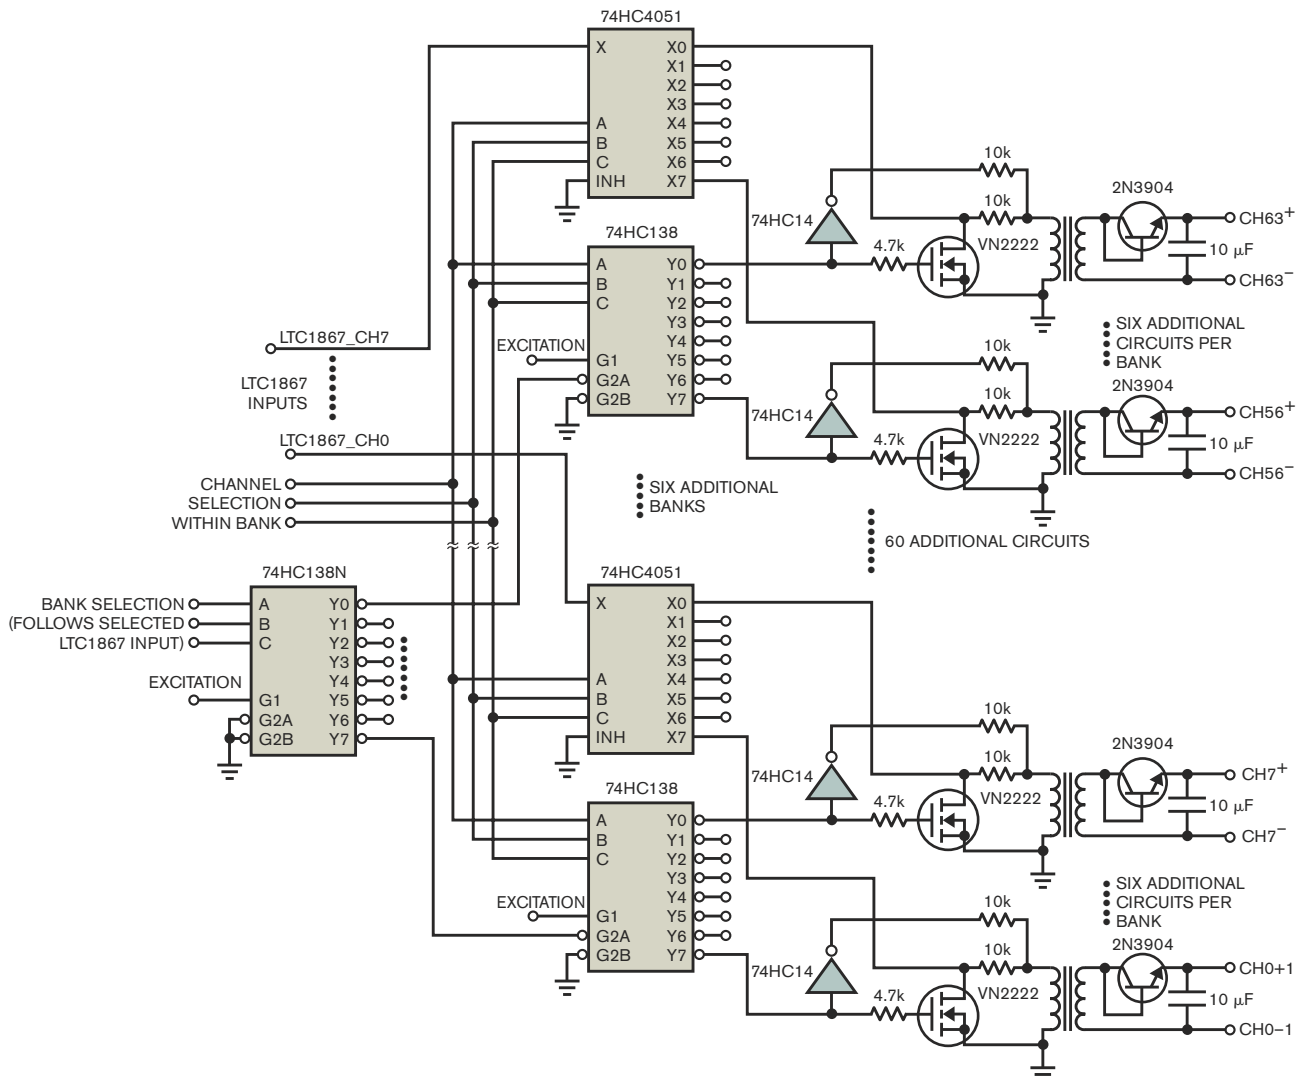 74HC4051
X
X0
X1
X2
X3
A
X4
B
X5
C
X6
INH
X7
10k
10k
2N3904
CH63+
74HC14
4.7k
VN2222
10 µF
CH63−
74HC138
A
Y0
B
Y1
C
Y2
Y3
Y4
EXCITATION
G1
Y5
G2A
Y6
G2B
Y7
SIX ADDITIONAL
CIRCUITS PER
BANK
10k
10k
2N3904
CH56+
74HC14
4.7k
VN2222
10 µF
CH56−
LTC1867_CH7
LTC1867
INPUTS
LTC1867_CH0
CHANNEL
SELECTION
WITHIN BANK
SIX ADDITIONAL
BANKS
60 ADDITIONAL CIRCUITS
74HC138N
BANK SELECTION
(FOLLOWS SELECTED
LTC1867 INPUT)
A
Y0
B
Y1
C
Y2
Y3
Y4
EXCITATION
G1
Y5
G2A
Y6
G2B
Y7
74HC4051
X
X0
X1
X2
X3
A
X4
B
X5
C
X6
INH
X7
10k
10k
2N3904
CH7+
74HC14
4.7k
VN2222
10 µF
CH7−
74HC138
A
Y0
B
Y1
C
Y2
Y3
Y4
EXCITATION
G1
Y5
G2A
Y6
G2B
Y7
SIX ADDITIONAL
CIRCUITS PER
BANK
10k
10k
2N3904
CH0+1
74HC14
4.7k
VN2222
10 µF
CH0−1